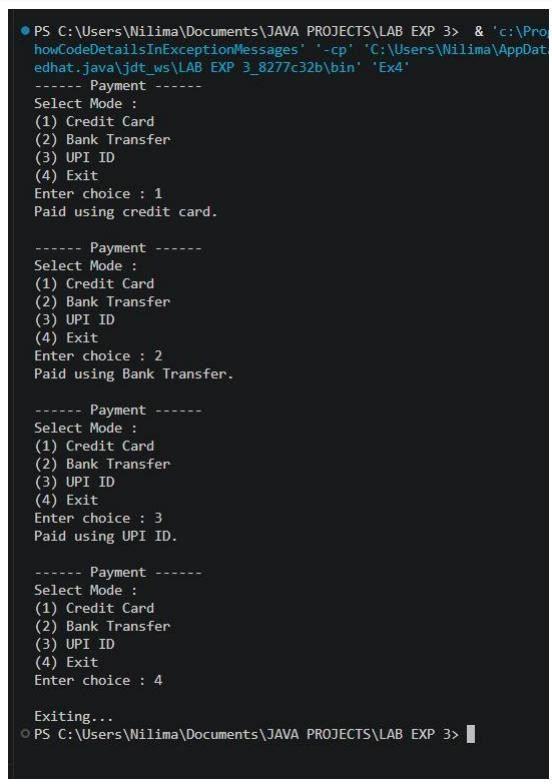 PS C:\Users\Nilima\Documents\JAVA PROJECTS\LAB EXP 3>  & 'c:\Prog
howCodeDetailsInExceptionMessages' '-cp' 'C:\Users\Nilima\AppData
edhat.java\jdt_ws\LAB EXP 3_8277c32b\bin' 'Ex4'
------ Payment ------
Select Mode :
(1) Credit Card
(2) Bank Transfer
(3) UPI ID
(4) Exit
Enter choice : 1
Paid using credit card.

------ Payment ------
Select Mode :
(1) Credit Card
(2) Bank Transfer
(3) UPI ID
(4) Exit
Enter choice : 2
Paid using Bank Transfer.

------ Payment ------
Select Mode :
(1) Credit Card
(2) Bank Transfer
(3) UPI ID
(4) Exit
Enter choice : 3
Paid using UPI ID.

------ Payment ------
Select Mode :
(1) Credit Card
(2) Bank Transfer
(3) UPI ID
(4) Exit
Enter choice : 4

Exiting...
PS C:\Users\Nilima\Documents\JAVA PROJECTS\LAB EXP 3>